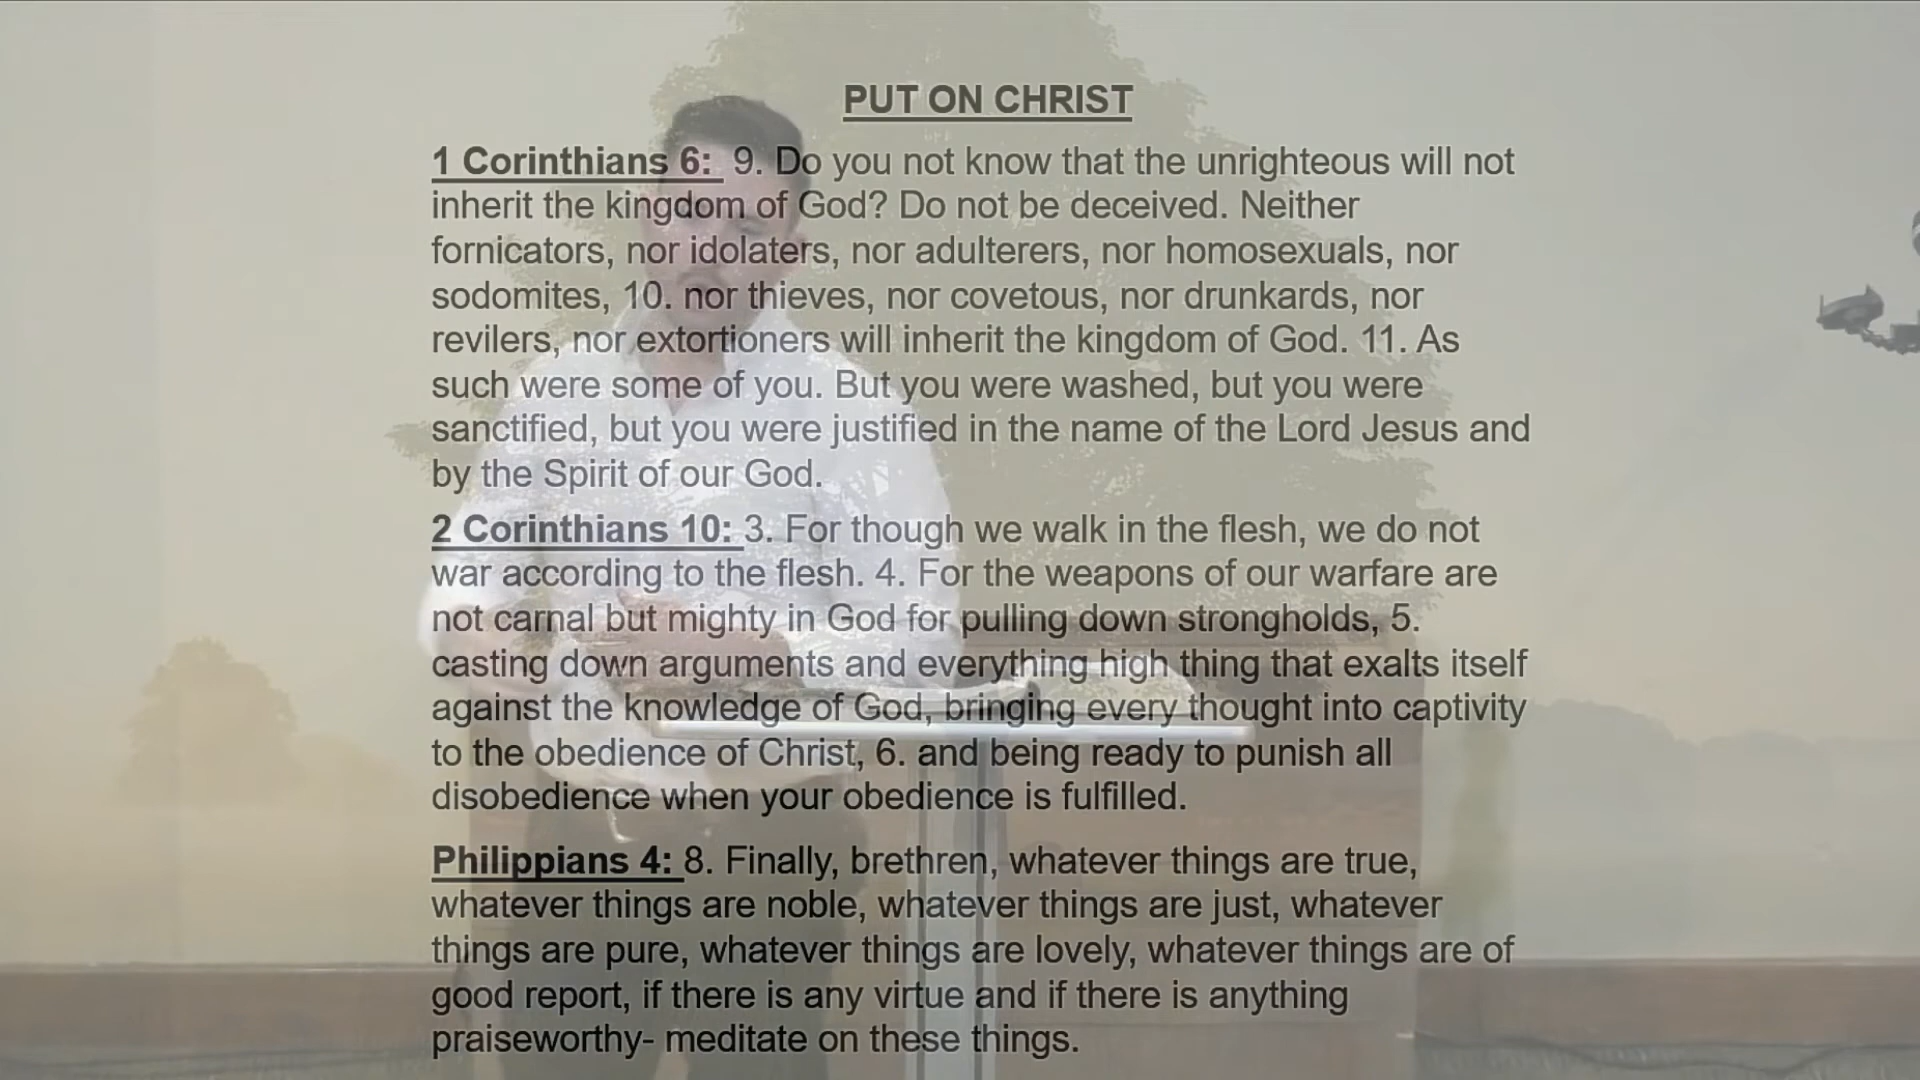 PUT ON CHRIST
1 Corinthians 6: 9. Do you not know that the unrighteous will not
inherit the kingdom of God? Do not be deceived. Neither
fornicators, nor idolaters, nor adulterers, nor homosexuals, nor
sodomites, 10. nor thieves, nor covetous, nor drunkards, nor
revilers, nor extortioners will inherit the kingdom of God. 11. As
such were some of you. But you were washed, but you were
sanctified, but you were justified in the name of the Lord Jesus and
by the Spirit of our God.
2 Corinthians 10: 3. For though we walk in the flesh, we do not
war according to the flesh. 4. For the weapons of our warfare are
not carnal but mighty in God for pulling down strongholds, 5.
casting down arguments and everything high thing that exalts itself
against the knowledge of God, bringing every thought into captivity
to the obedience of Christ, 6. and being ready to punish all
disobedience when your obedience is fulfilled.
Philippians 4: 8. Finally, brethren, whatever things are true,
whatever things are noble, whatever things are just, whatever
things are pure, whatever things are lovely, whatever things are of
good report, if there is any virtue and if there is anything
praiseworthy- meditate on these things.